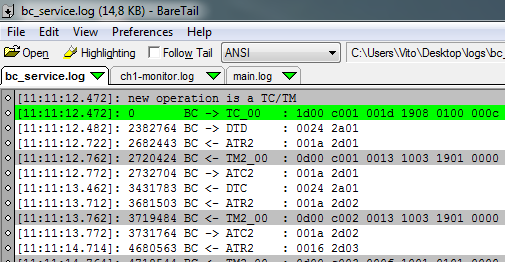 bc_service.log (14,8 KB) - BareTail
File Edit View Preferences Help
Open Highlighting Follow Tail ANSI C:\Users\Vito\Desktop\logs\bc_
bc_service.log ch1-monitor.log main.log
[11:11:12.472]: new operation is a TC/TM
[11:11:12.472]: 0 BC -> TC_00 : 1d00 c001 001d 1908 0100 000c
[11:11:12.482]: 2382764 BC -> DTD : 0024 2a01
[11:11:12.722]: 2682443 BC <- ATR2 : 001a 2d01
[11:11:12.762]: 2720424 BC <- TM2_00 : 0d00 c001 0013 1003 1901 0000
[11:11:12.772]: 2732704 BC -> ATC2 : 001a 2d01
[11:11:13.462]: 3431783 BC <- DTC : 0024 2a01
[11:11:13.712]: 3681503 BC <- ATR2 : 001a 2d02
[11:11:13.762]: 3719484 BC <- TM2_00 : 0d00 c002 0013 1003 1901 0000
[11:11:13.772]: 3731764 BC -> ATC2 : 001a 2d02
[11:11:14.714]: 4680563 BC <- ATR2 : 0016 2d03